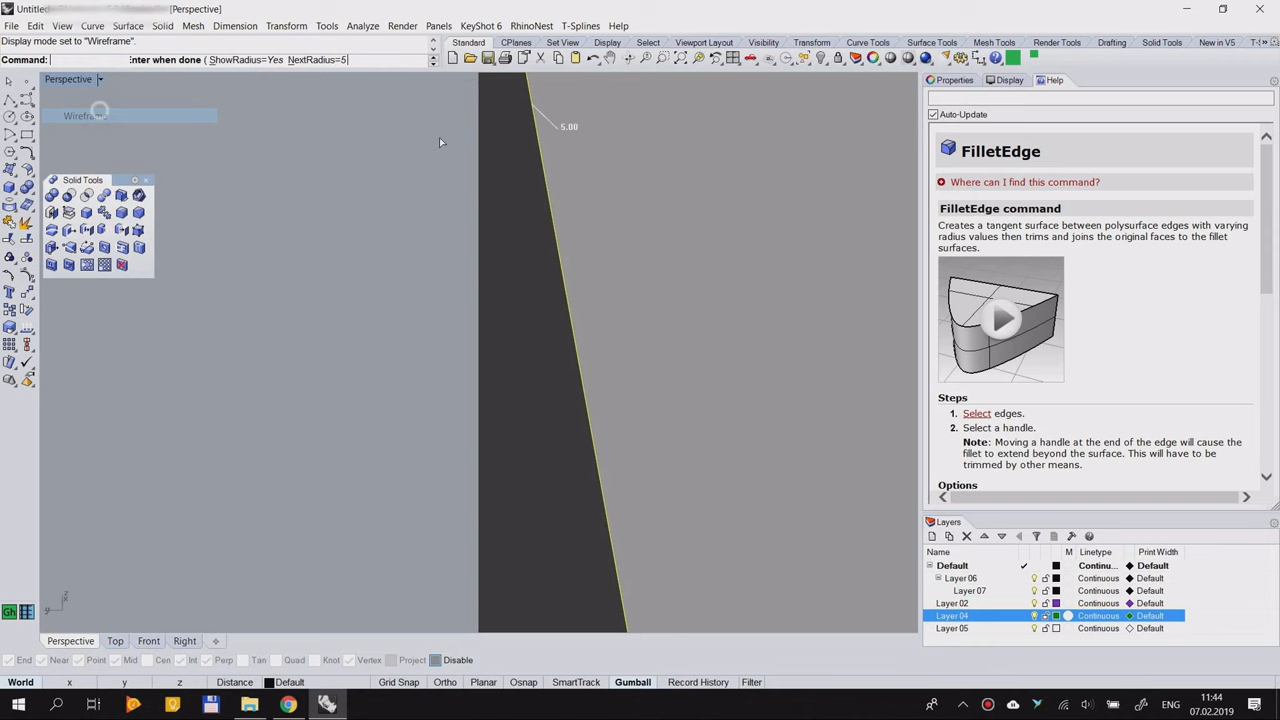 [Perspective]
File Edit View Curve Surface Solid Mesh Dimension Transform Tools Analyze Render Panels KeyShot 6 RhinoNest T-Splines Help
Display mode set to "Wireframe".
Standard CPlanes Set View Display Select Viewport Layout Visibility Transform Curve Tools Surface Tools Solid Tools Mesh Tools Render Tools Drafting New in V5
Command: Enter when done ( ShowRadius=Yes NextRadius=5
Perspective
Properties Display Help
Wireframe
Auto-Update
5.00
FilletEdge
Solid Tools
Where can I find this command?
FilletEdge command
Creates a tangent surface between polysurface edges with varying
radius values then trims and joins the original faces to the fillet
surfaces.
Steps
1. Select edges.
2. Select a handle.
Note: Moving a handle at the end of the edge will cause the
fillet to extend beyond the surface. This will have to be
trimmed by other means.
Options
Layers
Name M Linetype Print Width
Default Continu... Default
Layer 06 Continuous Default
Layer 07 Continuous Default
Layer 02 Continuous Default
Layer 04 Continuous Default
Layer 05 Continuous Default
z
x
y
Gh
Perspective Top Front Right
End Near Point Mid Cen Int Perp Tan Quad Knot Vertex Project Disable
World x y z Distance Default Grid Snap Ortho Planar Osnap SmartTrack Gumball Record History Filter
ENG
11:44
07.02.2019